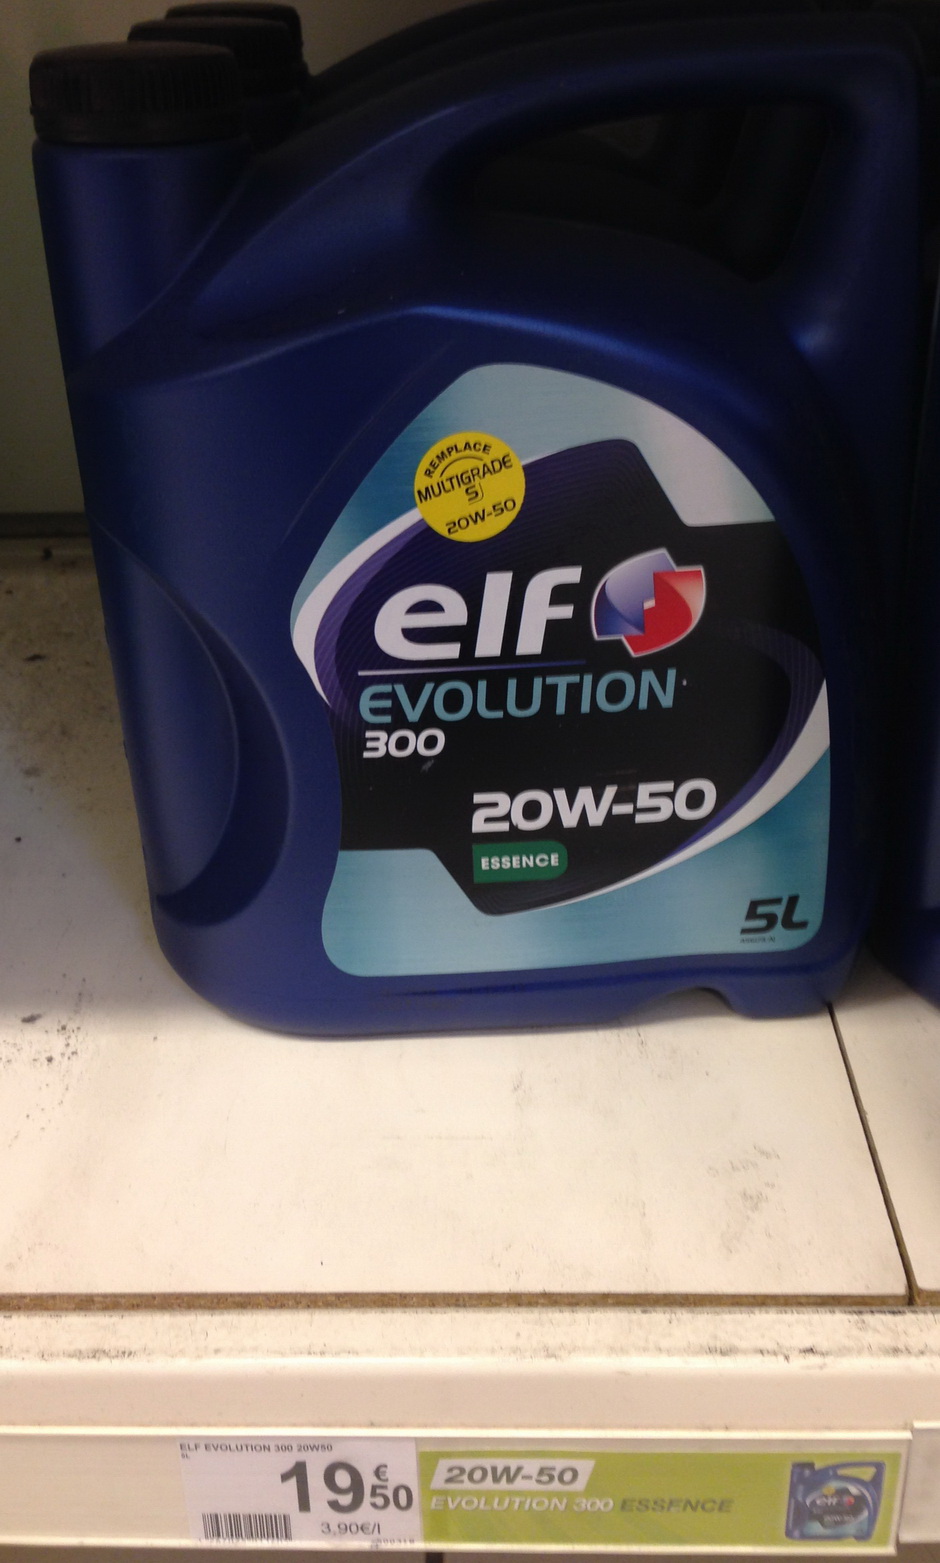 REMPLACE
MULTIGRADE
S
20W-50
elf
EVOLUTION
300
20W-50
ESSENCE
5L
ELF EVOLUTION 300 20W50
5L
19€50
3,90€/l
20W-50
EVOLUTION 300 ESSENCE
elf